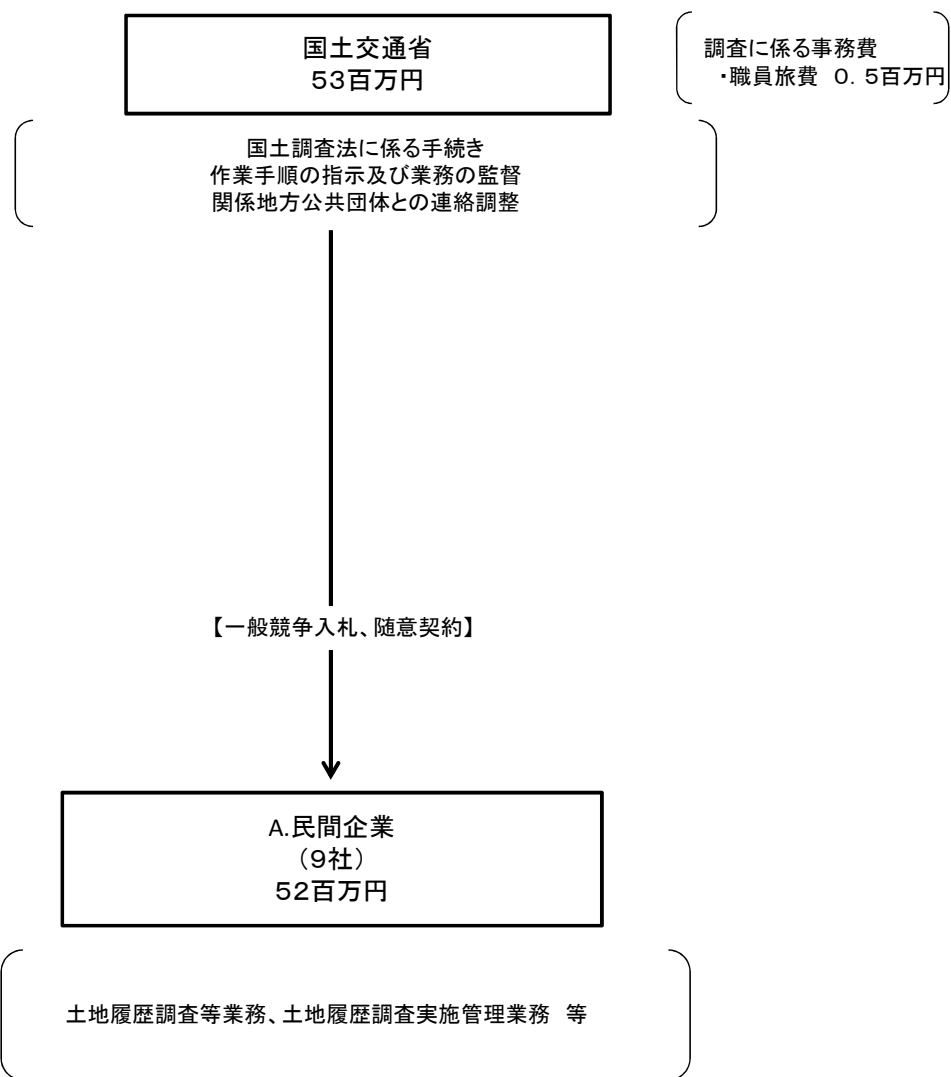 国土交通省
53百万円
調査に係る事務費
・職員旅費　0．5百万円
国土調査法に係る手続き
作業手順の指示及び業務の監督
関係地方公共団体との連絡調整
【一般競争入札、随意契約】
A.民間企業
（9社）
52百万円
土地履歴調査等業務、土地履歴調査実施管理業務　等